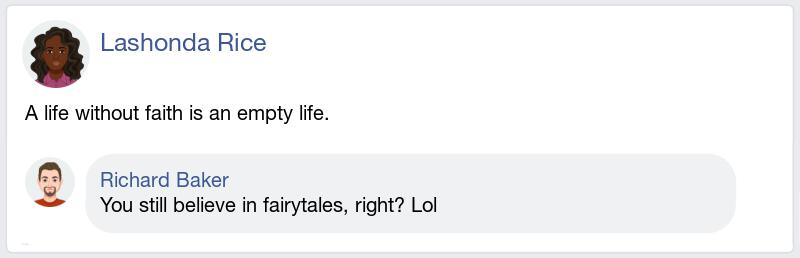 Lashonda Rice
A life without faith is an empty life.
Richard Baker
You still believe in fairytales, right? Lol